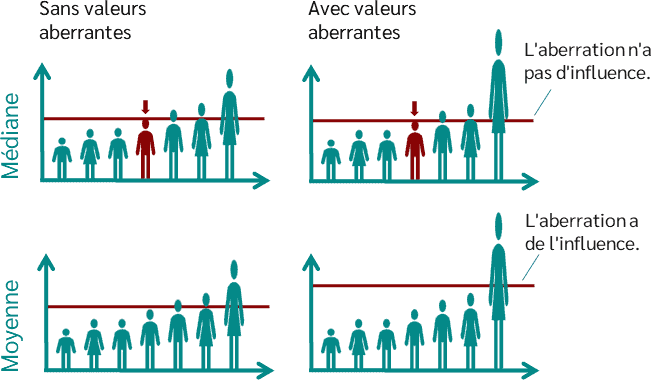 Sans valeurs
aberrantes
Avec valeurs
aberrantes
Médiane
L'aberration n'a
pas d'influence.
Moyenne
L'aberration a
de l'influence.